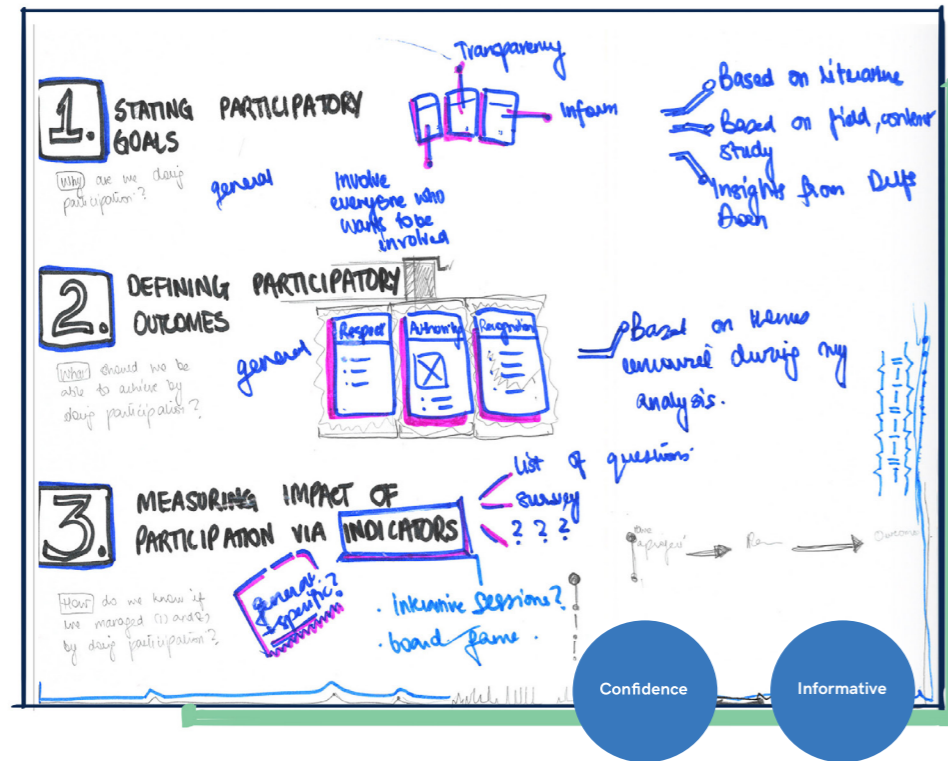 Transparency
1. STATING PARTICIPATORY
GOALS
Inform
Based on literature
Based on field, context
study
Insights from Delfs
Doen
Why are we doing
participation?
general
Involve
everyone who
wants to be
involved
2. DEFINING PARTICIPATORY
OUTCOMES
What should we be
able to achieve by
doing participation?
general
Respect
Authority
Recognition
Based on themes
during my
analysis.
3. MEASURING IMPACT OF
PARTICIPATION VIA INDICATORS
List of questions
survey
? ? ?
How do we know if
we managed (1) and (2)
by doing participation?
general
specific?
• Interactive sessions?
• board game.
Outcome
Confidence
Informative